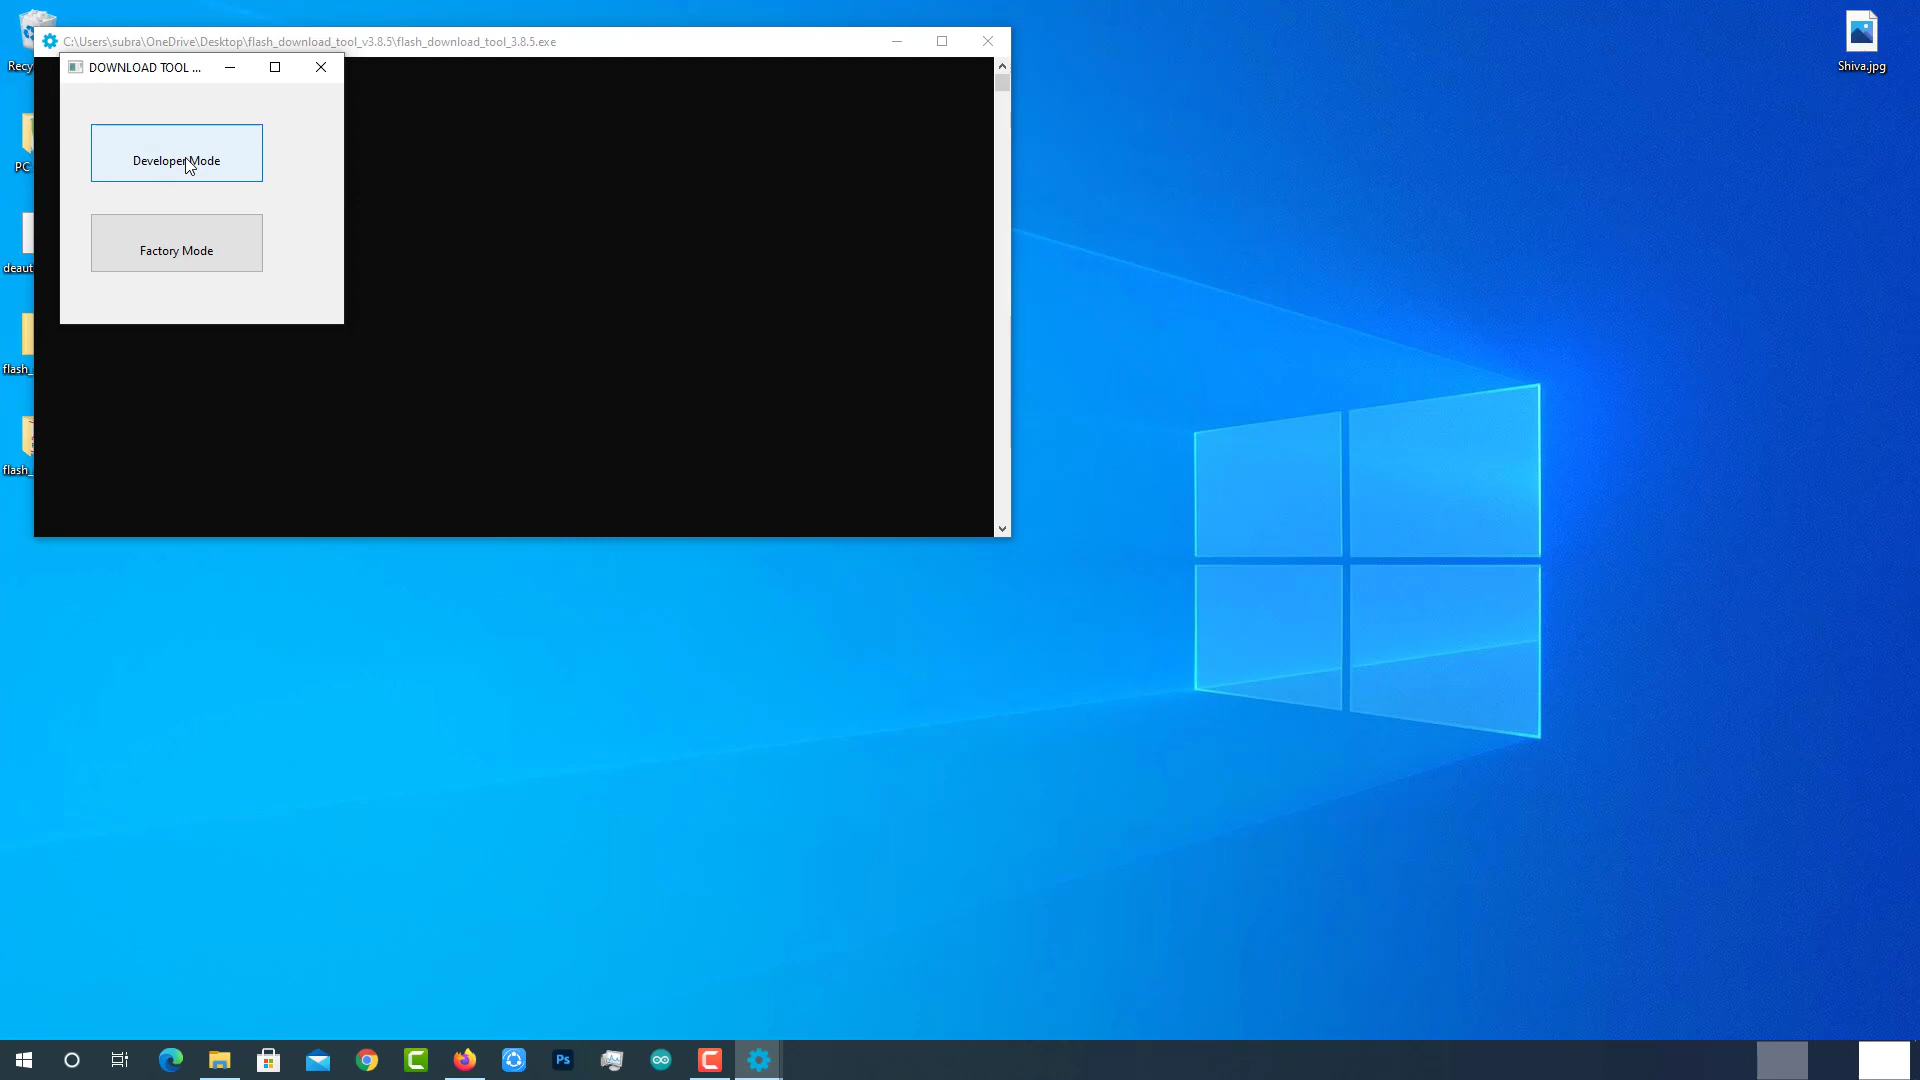 C:\Users\subra\OneDrive\Desktop\flash_download_tool_v3.8.5\flash_download_tool_3.8.5.exe
DOWNLOAD TOOL ...
Developer Mode
Factory Mode
Recy
PC
deaut
flash_
flash_
Shiva.jpg
Ps